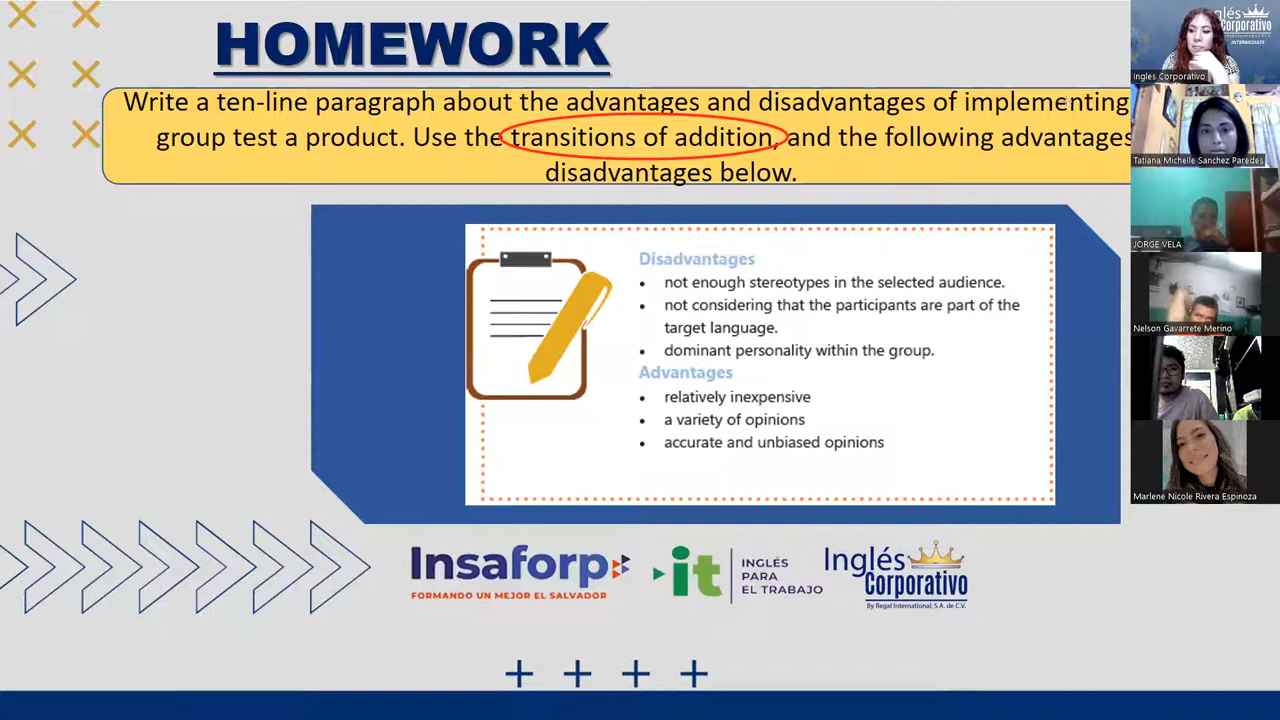 HOMEWORK
Write a ten-line paragraph about the advantages and disadvantages of implementing
group test a product. Use the transitions of addition, and the following advantages
disadvantages below.
Disadvantages
• not enough stereotypes in the selected audience.
• not considering that the participants are part of the
target language.
• dominant personality within the group.
Advantages
• relatively inexpensive
• a variety of opinions
• accurate and unbiased opinions
Insaforp
FORMANDO UN MEJOR EL SALVADOR
it
INGLÉS
PARA
EL TRABAJO
Inglés
Corporativo
By Regal International, S.A. de C.V.
glés
Corporativo
INTERMEDIATE
Ingles Corporativo
Tatiana Michelle Sanchez Paredes
JORGE VELA
Nelson Gavarrete Merino
Marlene Nicole Rivera Espinoza